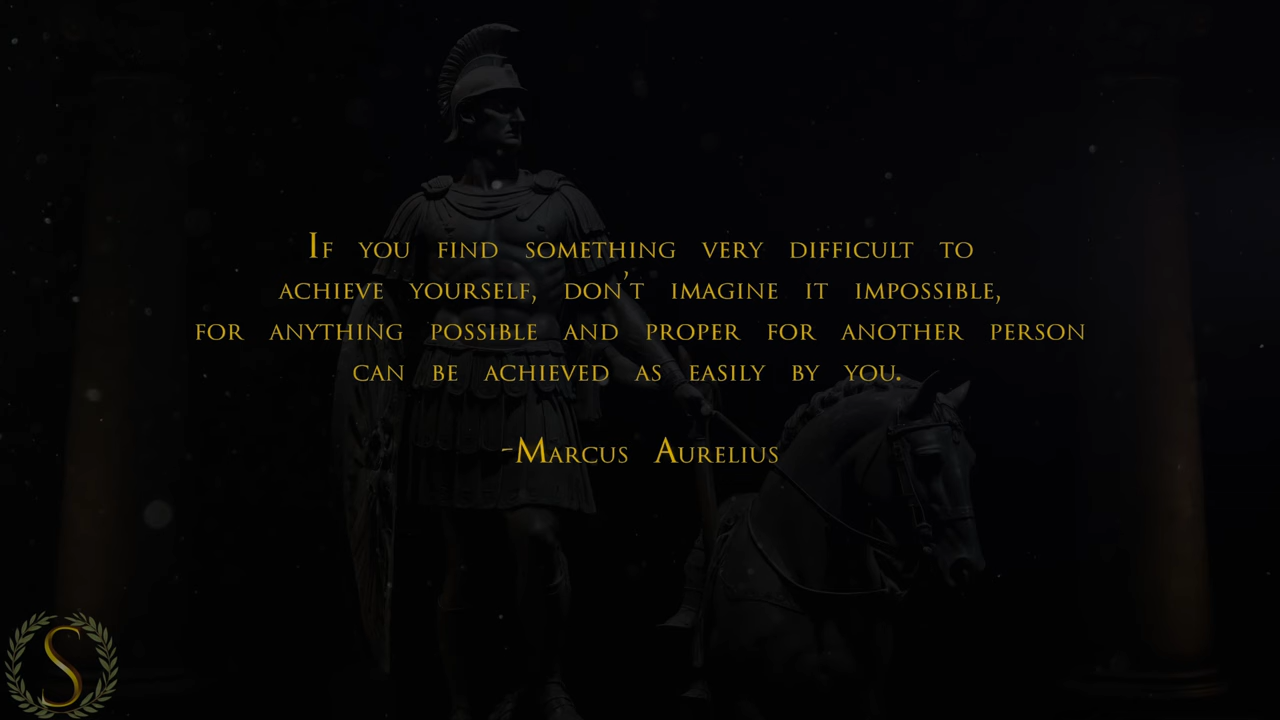 If you find something very difficult to
achieve yourself, don't imagine it impossible,
for anything possible and proper for another person
can be achieved as easily by you.
-Marcus Aurelius
S